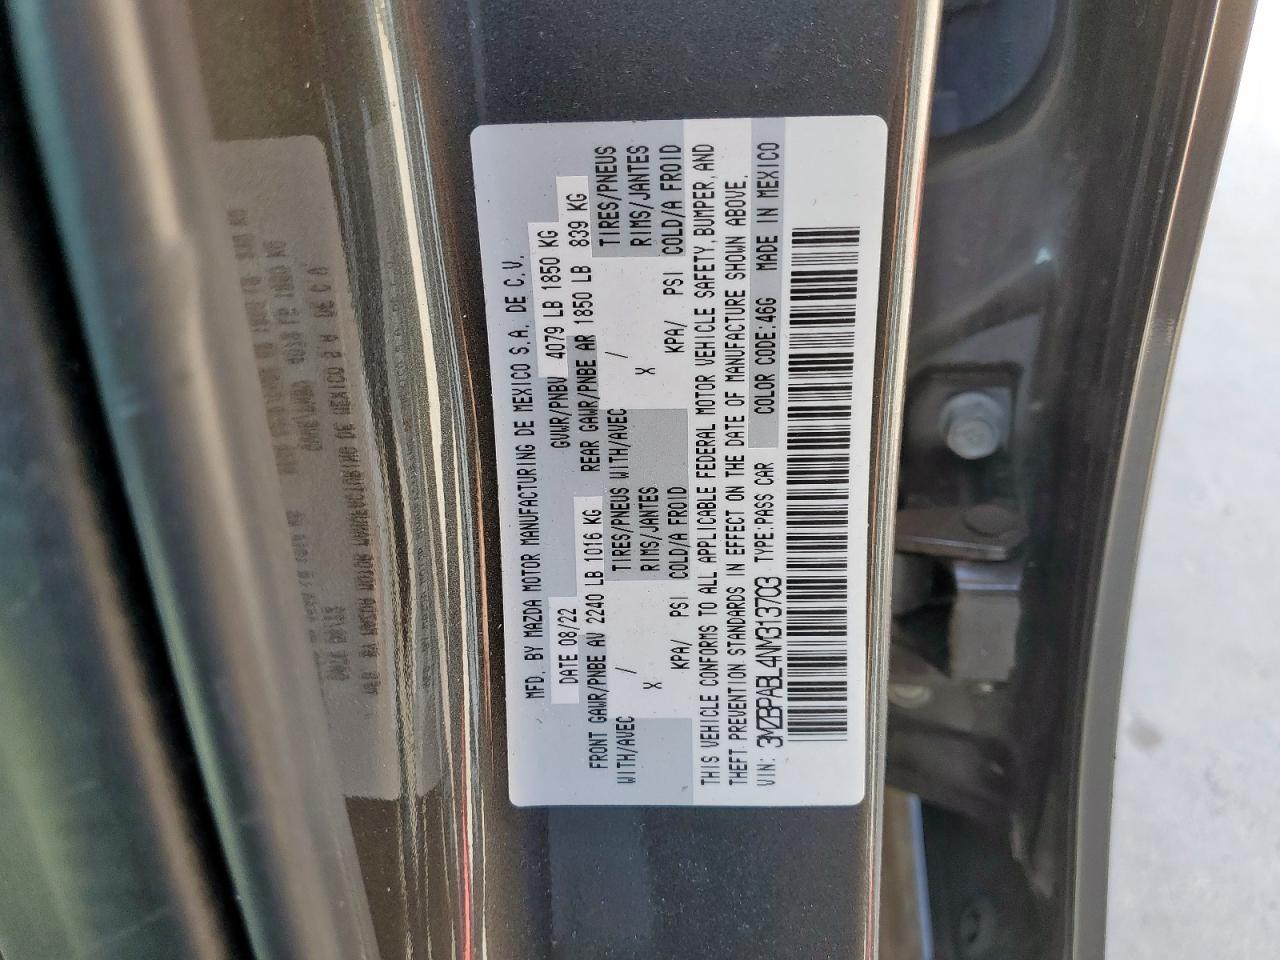 MFD. BY MAZDA MOTOR MANUFACTURING DE MEXICO S.A. DE C.V.
DATE 08/22 GVWR/PNBV 4079 LB 1850 KG
FRONT GAWR/PNBE AV 2240 LB 1016 KG REAR GAWR/PNBE AR 1850 LB 839 KG
WITH/AVEC / TIRES/PNEUS WITH/AVEC / TIRES/PNEUS
X RIMS/JANTES X RIMS/JANTES
KPA/ PSI COLD/A FROID KPA/ PSI COLD/A FROID
THIS VEHICLE CONFORMS TO ALL APPLICABLE FEDERAL MOTOR VEHICLE SAFETY, BUMPER, AND
THEFT PREVENTION STANDARDS IN EFFECT ON THE DATE OF MANUFACTURE SHOWN ABOVE.
VIN: 3MZBPABL4NM313703 TYPE:PASS CAR COLOR CODE:46G MADE IN MEXICO